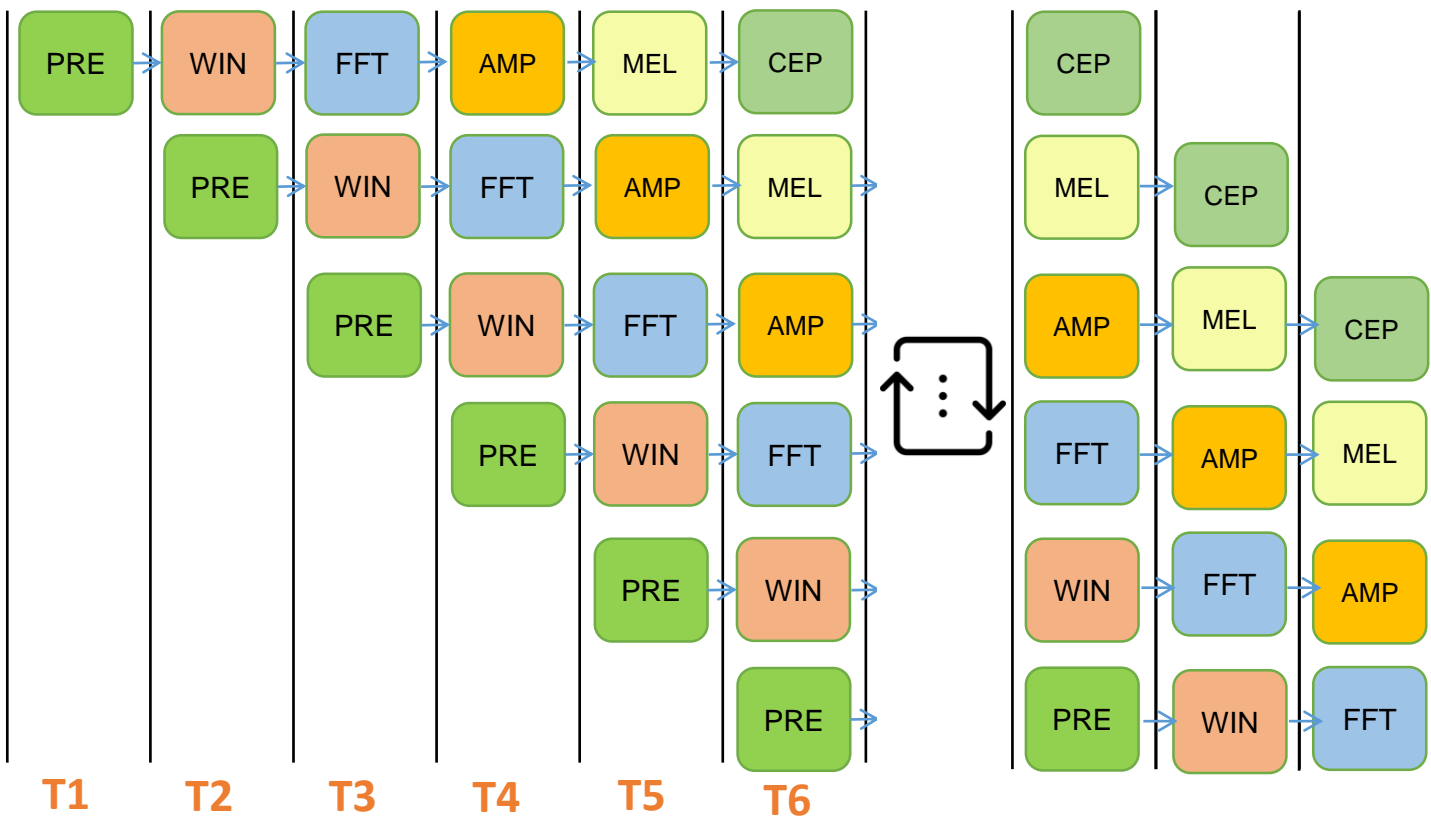 PRE WIN FFT AMP MEL CEP CEP
PRE WIN FFT AMP MEL MEL CEP
PRE WIN FFT AMP AMP MEL CEP
PRE WIN FFT FFT AMP MEL
PRE WIN WIN FFT AMP
PRE PRE WIN FFT
T1 T2 T3 T4 T5 T6